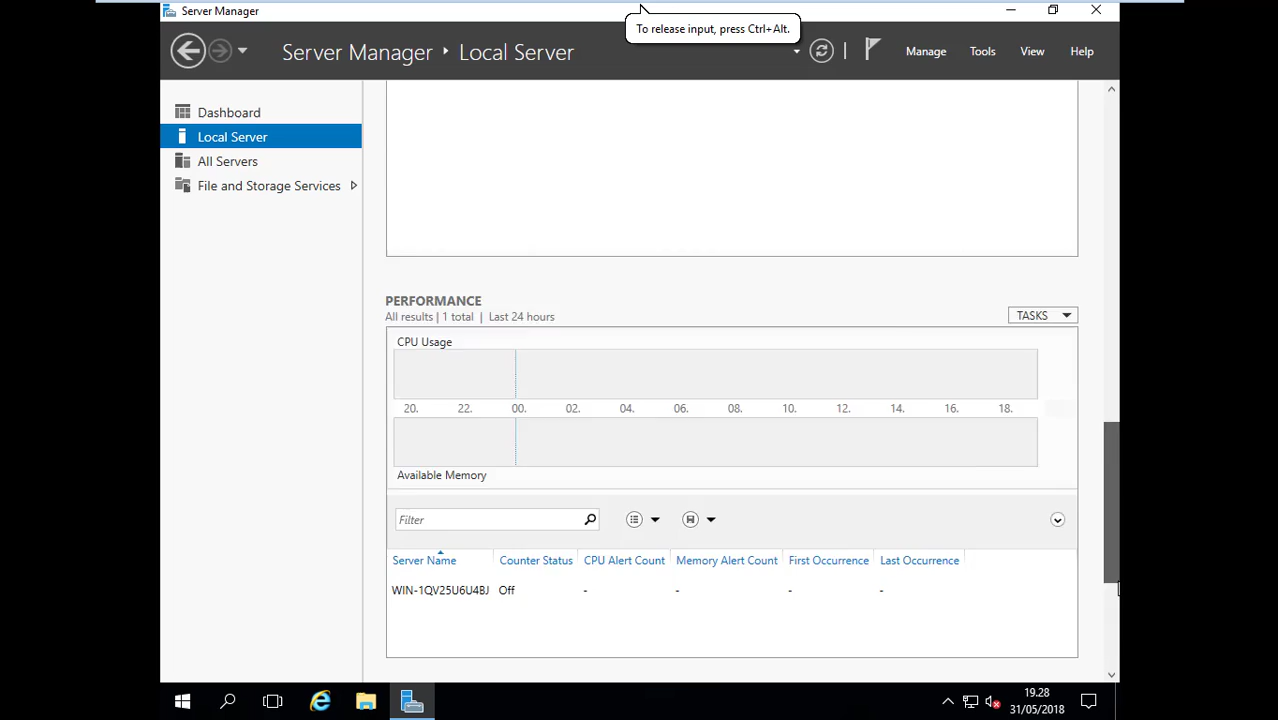 Server Manager
To release input, press Ctrl+Alt.
Server Manager Local Server
Manage Tools View Help
Dashboard
Local Server
All Servers
File and Storage Services
PERFORMANCE
All results | 1 total | Last 24 hours
TASKS
CPU Usage
20. 22. 00. 02. 04. 06. 08. 10. 12. 14. 16. 18.
Available Memory
Filter
Server Name Counter Status CPU Alert Count Memory Alert Count First Occurrence Last Occurrence
WIN-1QV25U6U4BJ Off - - - -
19.28
31/05/2018